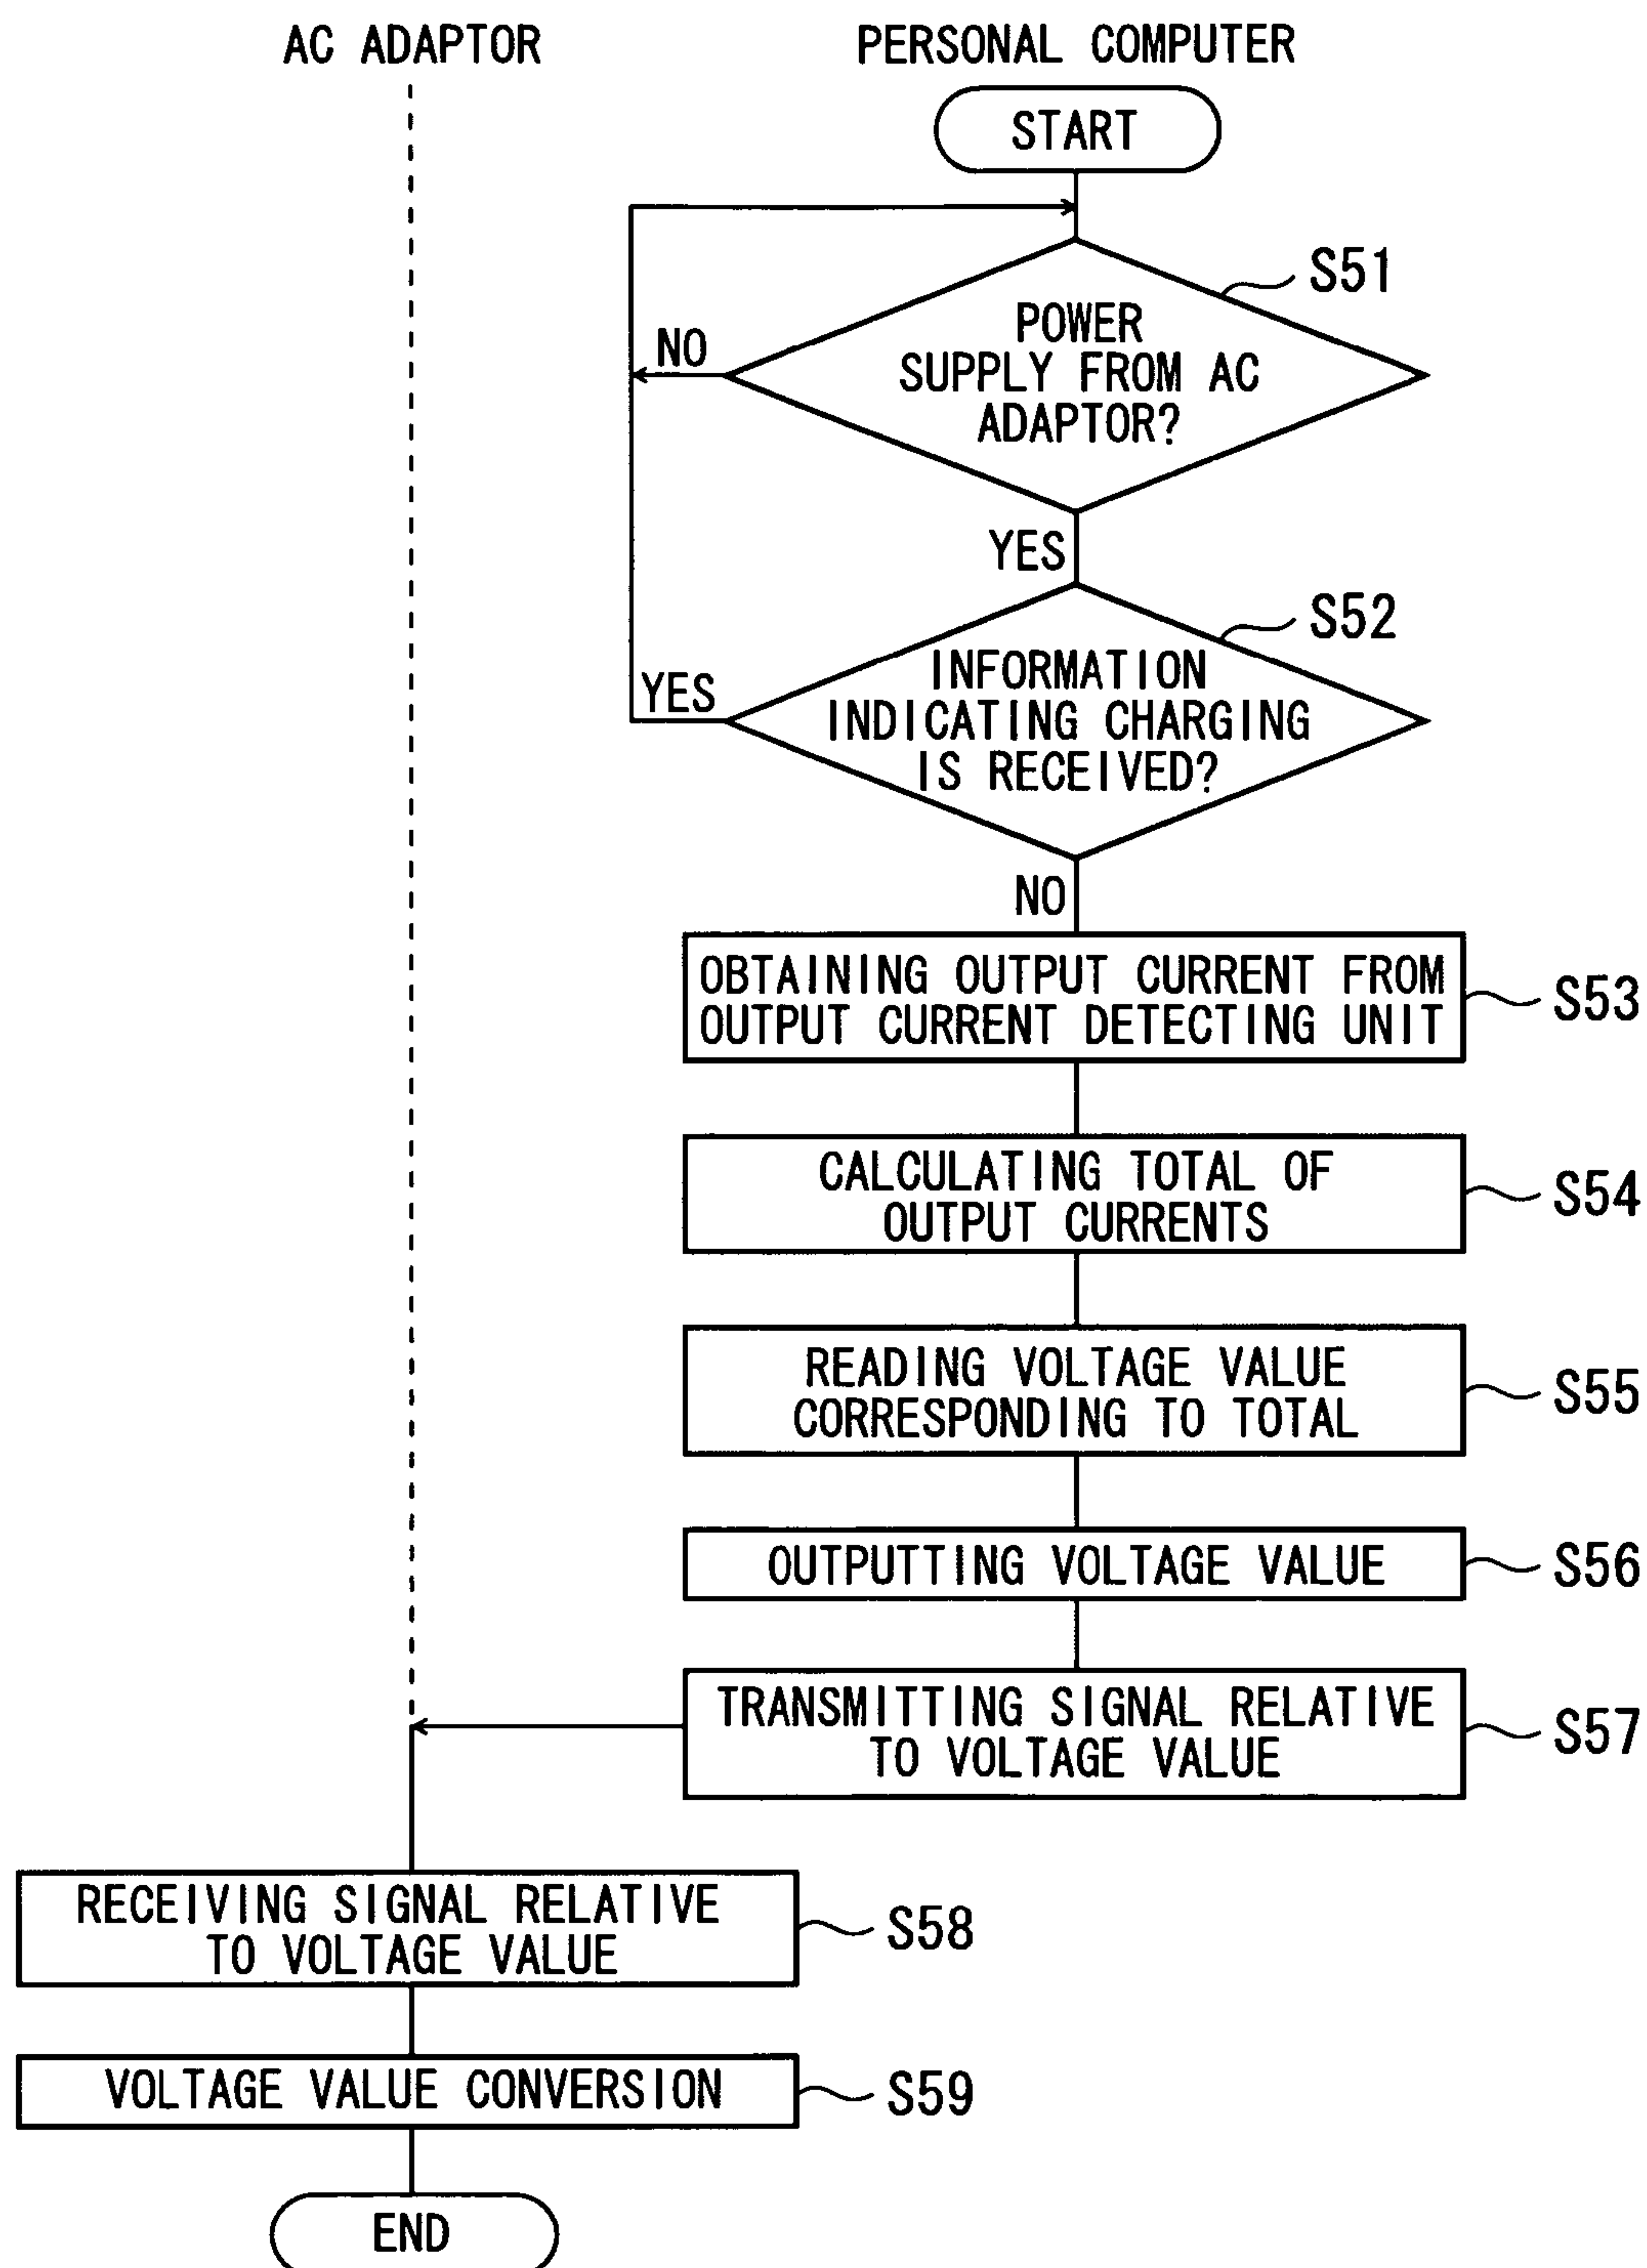 AC ADAPTOR
PERSONAL COMPUTER
START
S51
POWER
SUPPLY FROM AC
ADAPTOR?
NO
YES
S52
INFORMATION
INDICATING CHARGING
IS RECEIVED?
YES
NO
OBTAINING OUTPUT CURRENT FROM
OUTPUT CURRENT DETECTING UNIT
S53
CALCULATING TOTAL OF
OUTPUT CURRENTS
S54
READING VOLTAGE VALUE
CORRESPONDING TO TOTAL
S55
OUTPUTTING VOLTAGE VALUE
S56
TRANSMITTING SIGNAL RELATIVE
TO VOLTAGE VALUE
S57
RECEIVING SIGNAL RELATIVE
TO VOLTAGE VALUE
S58
VOLTAGE VALUE CONVERSION
S59
END